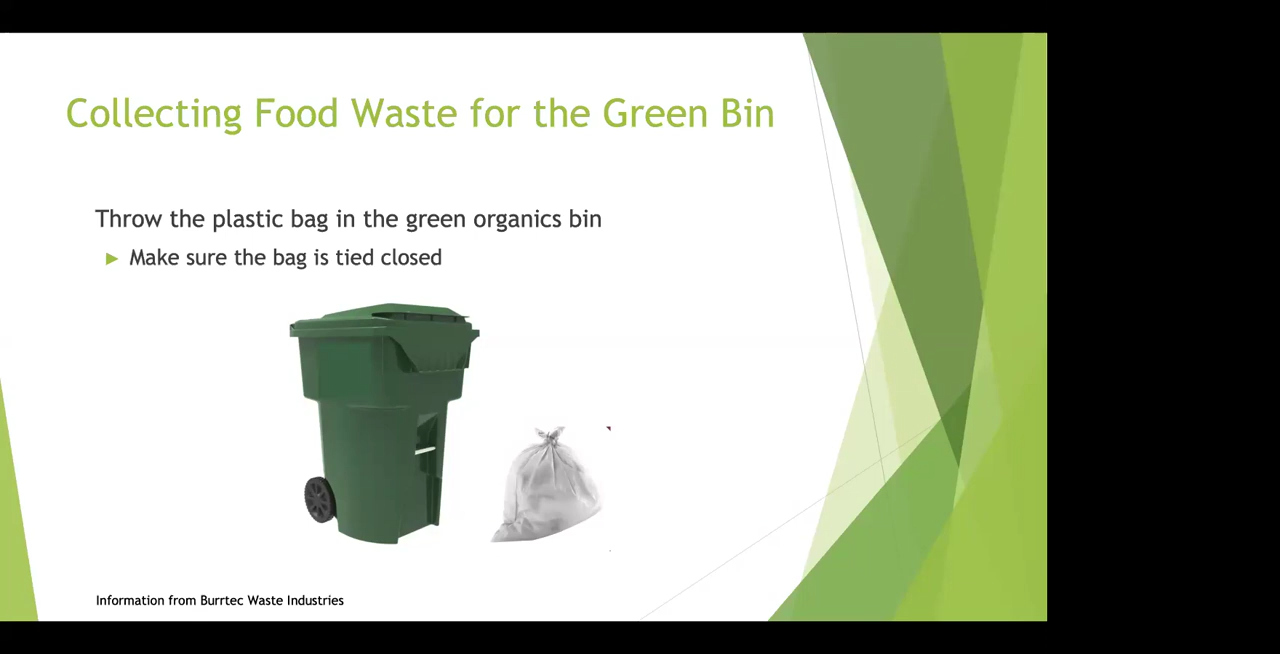 Collecting Food Waste for the Green Bin
Throw the plastic bag in the green organics bin
Make sure the bag is tied closed
Information from Burrtec Waste Industries